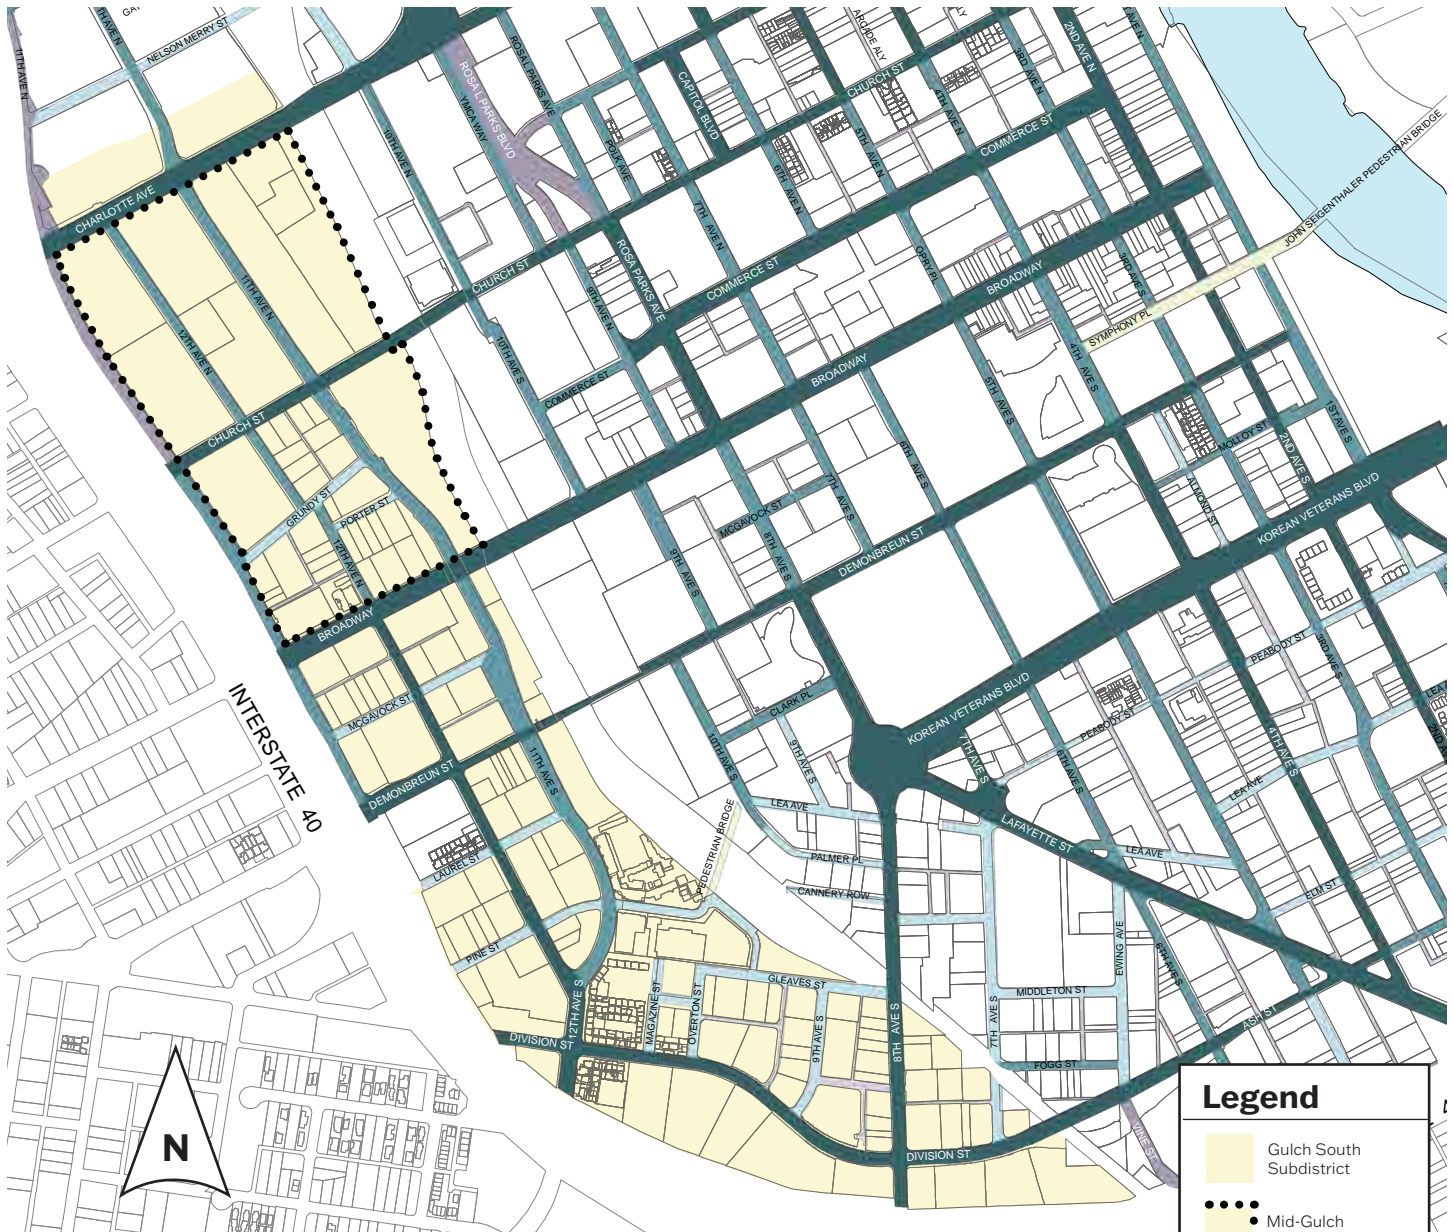 NELSON MERRY ST
11TH AVE N
CHARLOTTE AVE
10TH AVE N
YMCA WAY
ROSA L PARKS BLVD
ROSA L PARKS AVE
POLK AVE
CAPITOL BLVD
CHURCH ST
4TH AVE N
3RD AVE N
2ND AVE N
5TH AVE N
6TH AVE N
7TH AVE N
COMMERCE ST
JOHN SEIGENTHALER PEDESTRIAN BRIDGE
11TH AVE N
12TH AVE N
CHURCH ST
CHURCH ST
9TH AVE N
ROSA PARKS AVE
COMMERCE ST
OPRY PL
BROADWAY
3RD AVE S
SYMPHONY PL
10TH AVE S
COMMERCE ST
BROADWAY
4TH AVE S
5TH AVE S
6TH AVE S
7TH AVE S
MCGAVOCK ST
8TH AVE S
9TH AVE S
DEMONBREUN ST
MOLLOY ST
ALMOND ST
2ND AVE S
1ST AVE S
KOREAN VETERANS BLVD
GRUNDY ST
PORTER ST
12TH AVE N
BROADWAY
MCGAVOCK ST
DEMONBREUN ST
11TH AVE S
INTERSTATE 40
CLARK PL
10TH AVE S
9TH AVE S
KOREAN VETERANS BLVD
7TH AVE S
6TH AVE S
PEABODY ST
PEABODY ST
3RD AVE S
4TH AVE S
LEA AVE
LEA AVE
LAFAYETTE ST
LEA AVE
PALMER PL
CANNERY ROW
PEDESTRIAN BRIDGE
ELM ST
LAUREL ST
PINE ST
12TH AVE S
MAGAZINE ST
OVERTON ST
GLEAVES ST
9TH AVE S
8TH AVE S
7TH AVE S
MIDDLETON ST
EWING AVE
6TH AVE S
ASH ST
FOGG ST
DIVISION ST
DIVISION ST
VINE ST
N
Legend
Gulch South
Subdistrict
Mid-Gulch